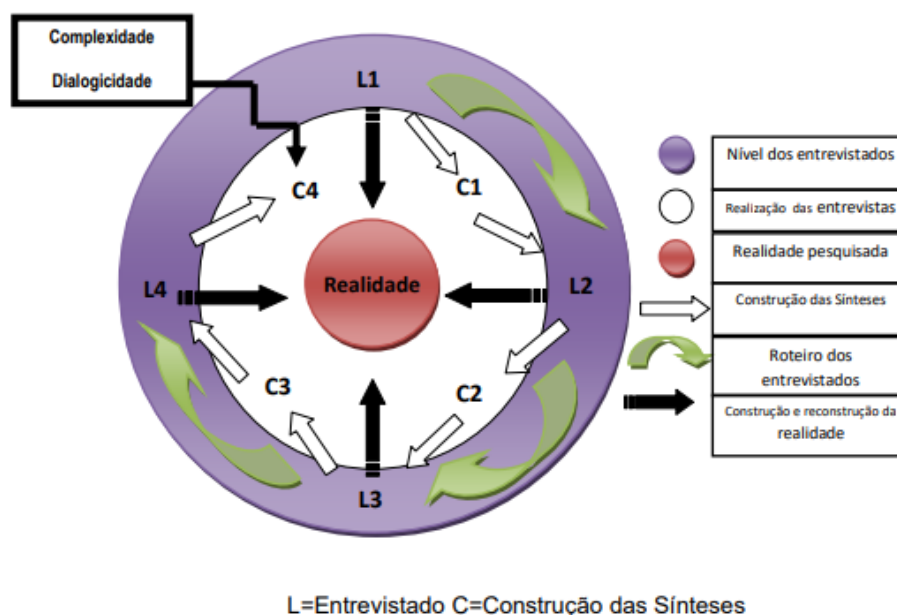 Complexidade
Dialogicidade
L1
C1
C4
Realidade
L4
L2
C3
C2
L3
Nível dos entrevistados
Realização das entrevistas
Realidade pesquisada
Construção das Sínteses
Roteiro dos
entrevistados
Construção e reconstrução da
realidade
L=Entrevistado C=Construção das Sínteses